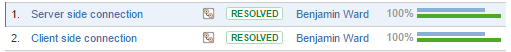 1. Server side connection RESOLVED Benjamin Ward 100%
2. Client side connection RESOLVED Benjamin Ward 100%